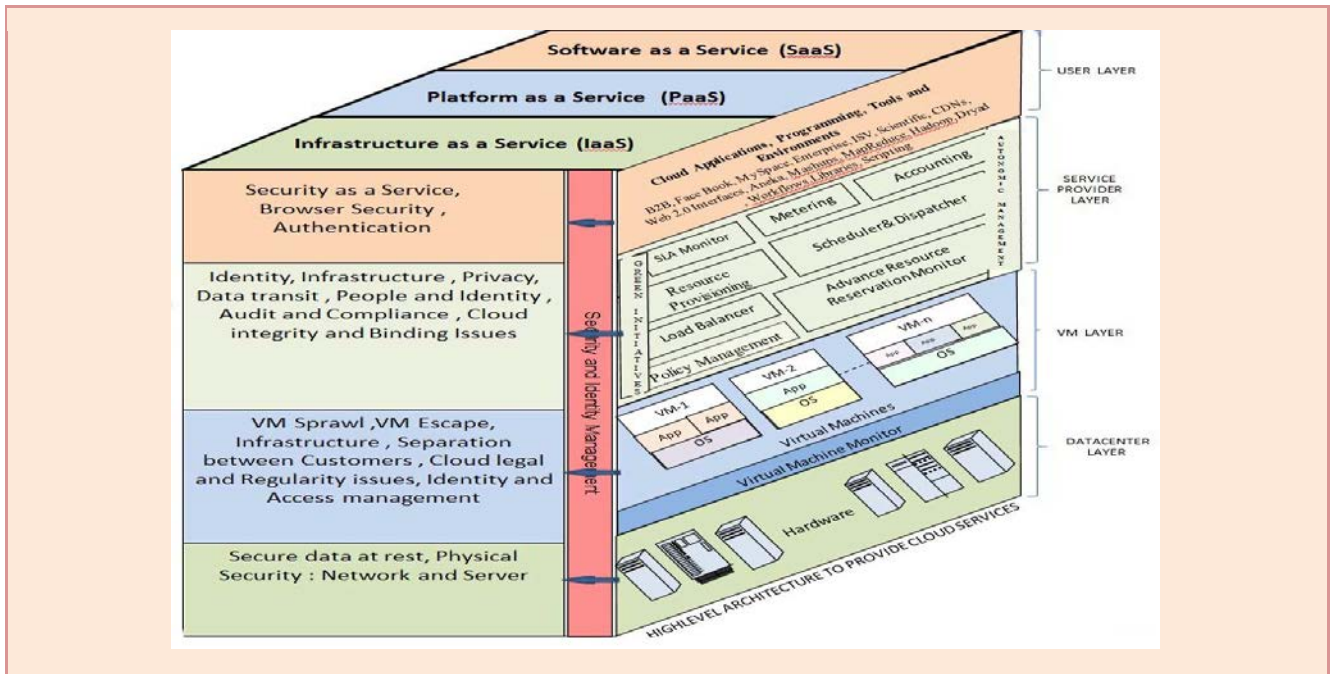 Software as a Service (SaaS)
Platform as a Service (PaaS)
Infrastructure as a Service (IaaS)
Security as a Service,
Browser Security ,
Authentication
Identity, Infrastructure , Privacy,
Data transit , People and Identity ,
Audit and Compliance , Cloud
integrity and Binding Issues
VM Sprawl ,VM Escape,
Infrastructure , Separation
between Customers , Cloud legal
and Regularity issues, Identity and
Access management
Secure data at rest, Physical
Security : Network and Server
Security and Identity Management
Cloud Applications, Programming, Tools and
Environments
B2B, Face Book, My Space, Enterprise, ISV, Scientific, CDNs,
Web 2.0 Interfaces, Aneka, Mashups, MapReduce, Hadoop,Dryad
, Workflows,Libraries, Scripting
GREEN INITIATIVES
SLA Monitor
Metering
Accounting
Resource
Provisioning
Scheduler& Dispatcher
Load Balancer
Advance Resource
Reservation Monitor
Policy Management
AUTONOMIC MANAGEMENT
VM-1
App
App
OS
VM-2
App
OS
VM-n
App
App
App
OS
Virtual Machines
Virtual Machine Monitor
Hardware
HIGHLEVEL ARCHITECTURE TO PROVIDE CLOUD SERVICES
USER LAYER
SERVICE
PROVIDER
LAYER
VM LAYER
DATACENTER
LAYER